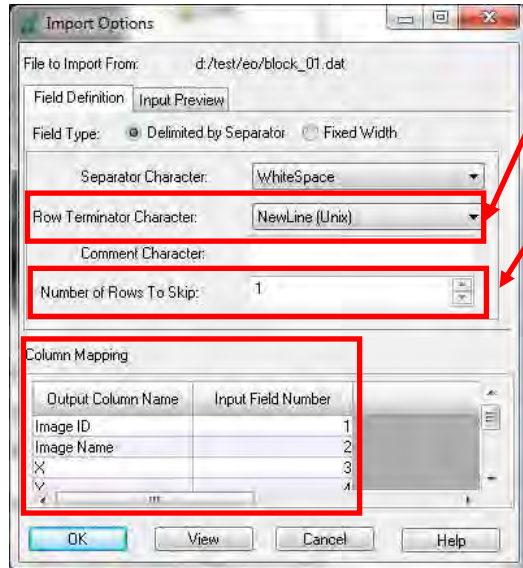 Import Options
File to Import From: d:/test/eo/block_01.dat
Field Definition Input Preview
Field Type: Delimited by Separator Fixed Width
Separator Character: WhiteSpace
Row Terminator Character: NewLine (Unix)
Comment Character:
Number of Rows To Skip: 1
Column Mapping
Output Column Name Input Field Number
Image ID 1
Image Name 2
X 3
Y 4
OK View Cancel Help